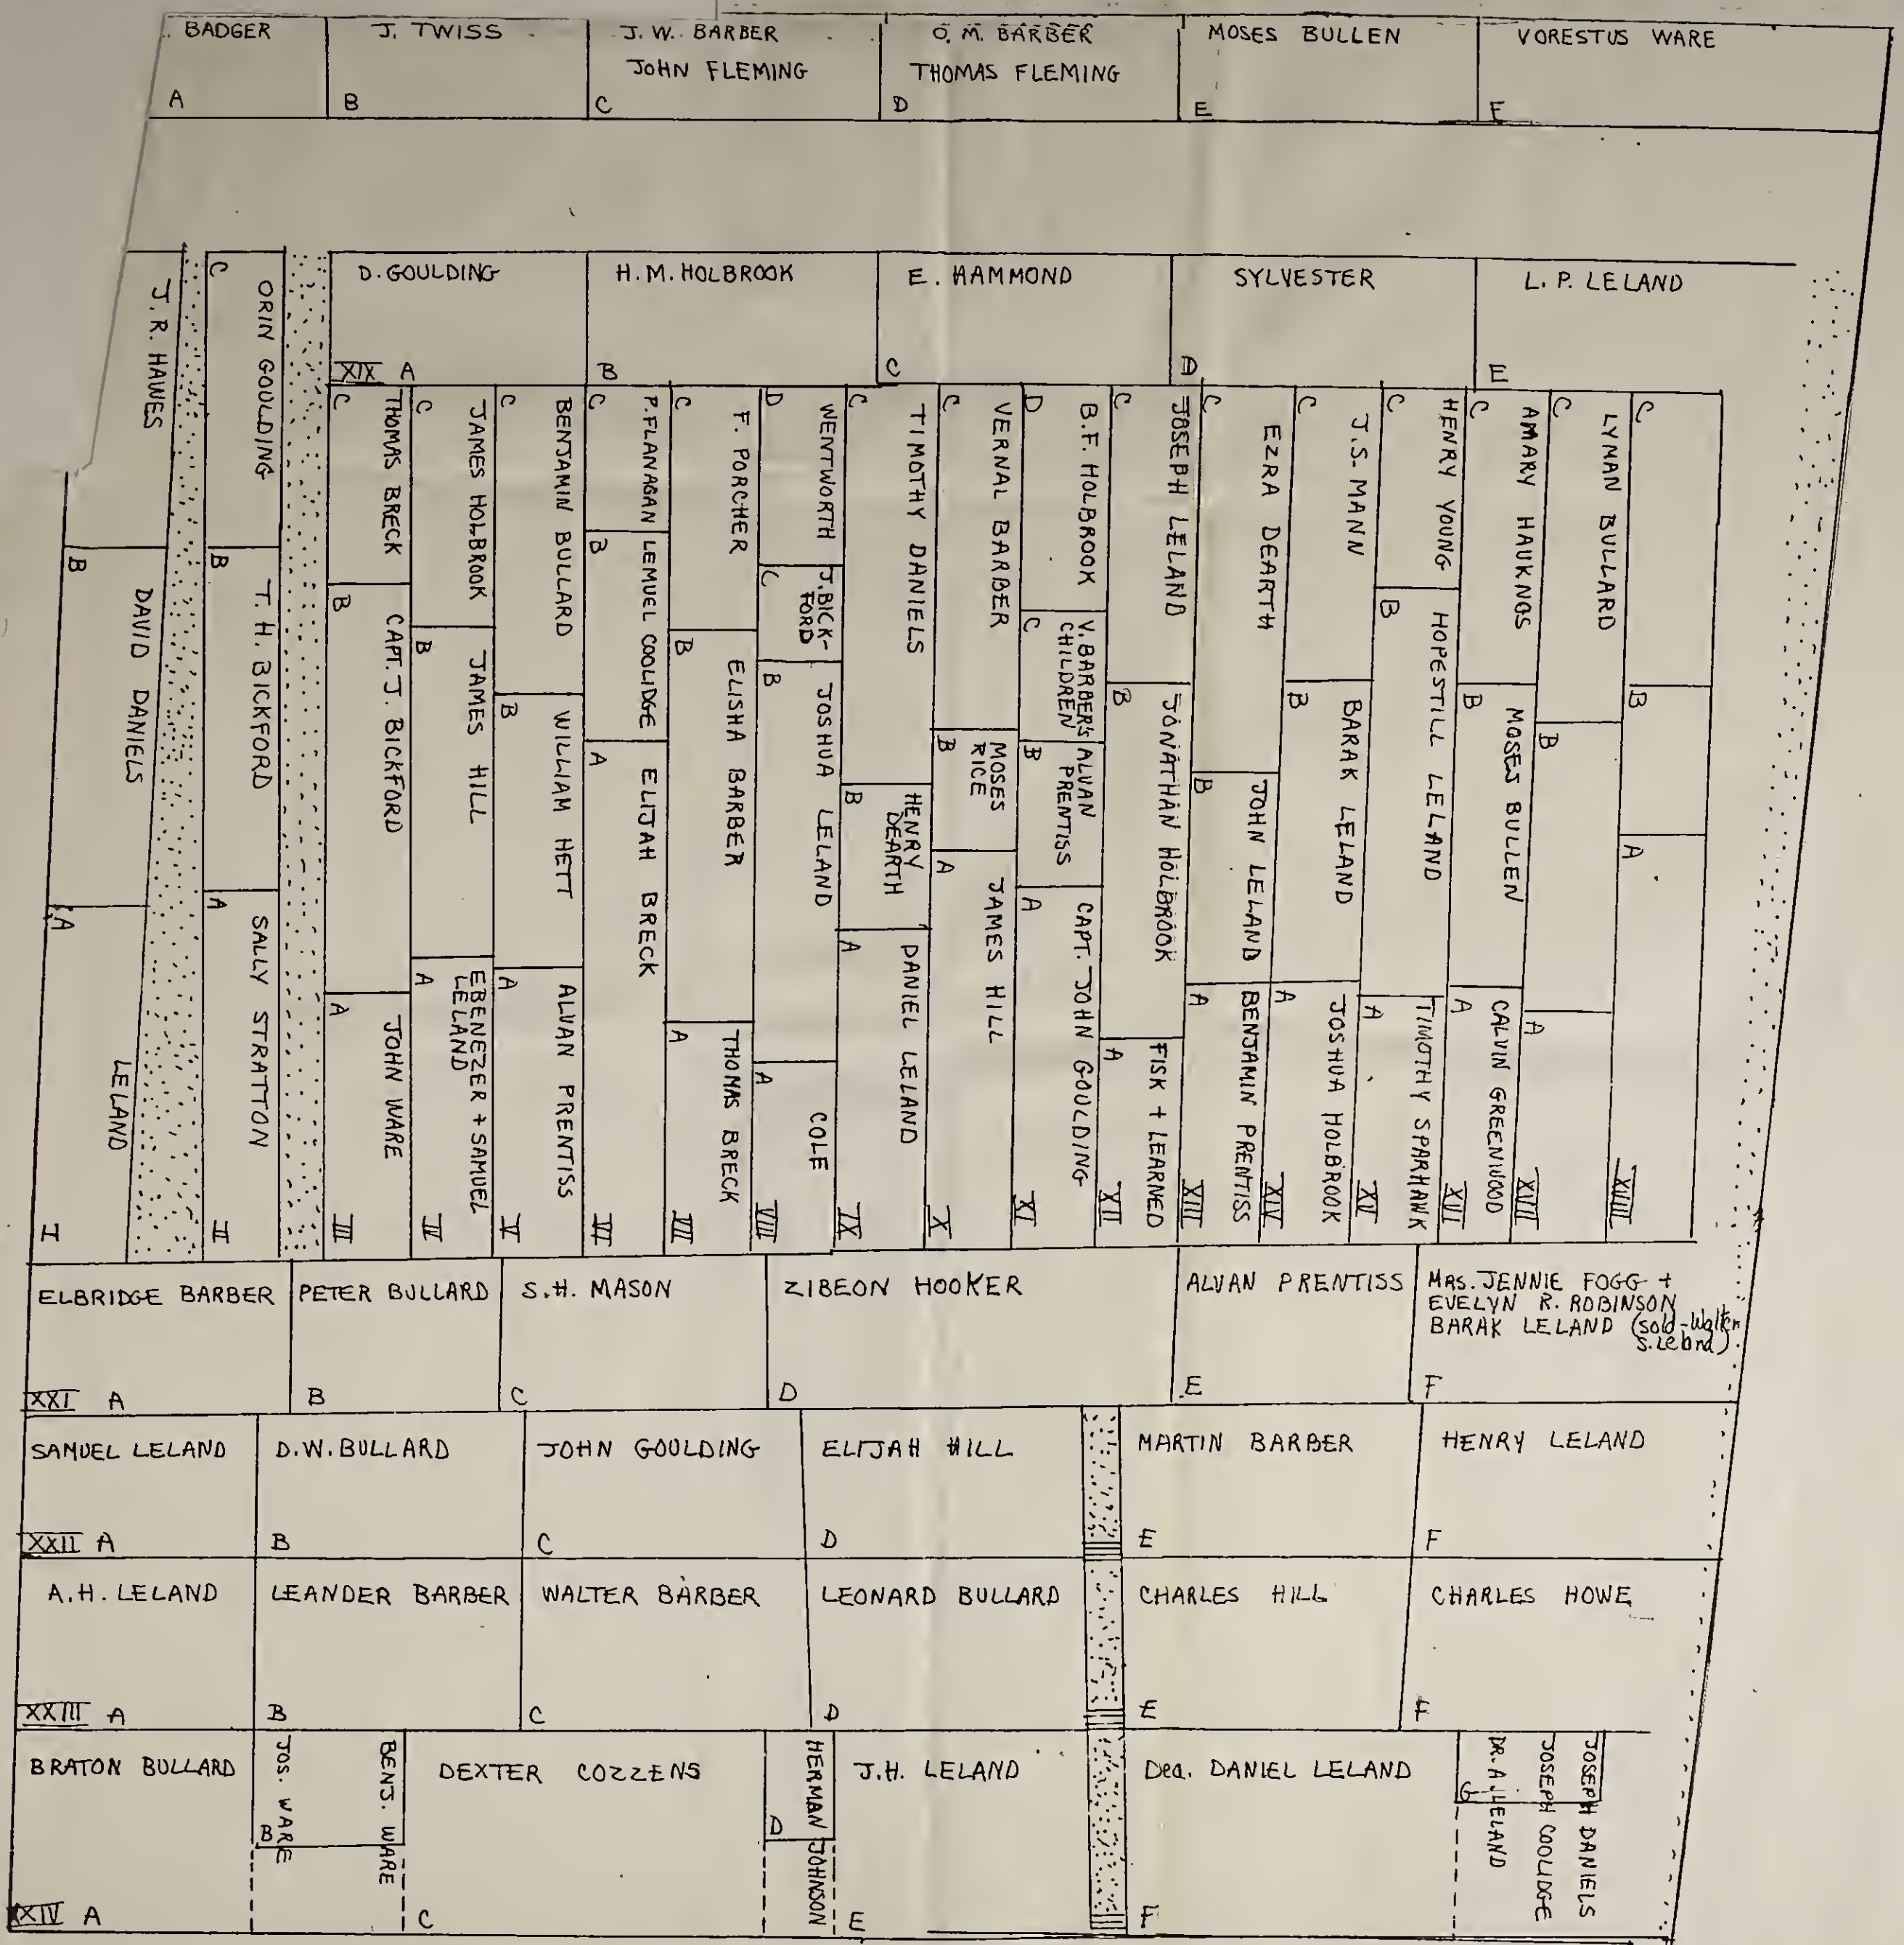 BADGER
A
J. TWISS
B
J. W. BARBER
JOHN FLEMING
C
O. M. BARBER
THOMAS FLEMING
D
MOSES BULLEN
E
VORESTUS WARE
F
J. R. HAWES
B
DAVID DANIELS
A
LELAND
I
C
ORIN GOULDING
B
T. H. BICKFORD
A
SALLY STRATTON
II
D. GOULDING
XIX A
H. M. HOLBROOK
B
E. HAMMOND
C
SYLVESTER
D
L. P. LELAND
E
C
THOMAS BRECK
B
CAPT. J. BICKFORD
A
JOHN WARE
III
C
JAMES HOLBROOK
B
JAMES HILL
A
EBENEZER + SAMUEL
LELAND
IV
C
BENJAMIN BULLARD
B
WILLIAM HETT
A
ALVAN PRENTISS
V
C
P. FLANAGAN
B
LEMUEL COOLIDGE
A
ELIJAH BRECK
VI
C
F. PORCHER
B
ELISHA BARBER
A
THOMAS BRECK
VII
D
WENTWORTH
C
J. BICK-
FORD
B
JOSHUA LELAND
A
COLE
VIII
C
TIMOTHY DANIELS
B
HENRY
DEARTH
A
DANIEL LELAND
IX
C
VERNAL BARBER
B
MOSES
RICE
A
JAMES HILL
X
D
B. F. HOLBROOK
C
V. BARBER'S
CHILDREN
B
ALVAN
PRENTISS
A
CAPT. JOHN GOULDING
XI
C
JOSEPH LELAND
B
JONATHAN HOLBROOK
A
FISK + LEARNED
XII
C
EZRA DEARTH
B
JOHN LELAND
A
BENJAMIN PRENTISS
XIII
C
J. S. MANN
B
BARAK LELAND
A
JOSHUA HOLBROOK
XIV
C
HENRY YOUNG
B
HOPESTILL LELAND
A
TIMOTHY SPARHAWK
XV
C
AMARY HAUKINGS
B
MOSES BULLEN
A
CALVIN GREENWOOD
XVI
C
LYMAN BULLARD
B
A
XVII
C
B
A
XVIII
ELBRIDGE BARBER
XXI A
PETER BULLARD
B
S. H. MASON
C
ZIBEON HOOKER
D
ALVAN PRENTISS
E
MRS. JENNIE FOGG +
EVELYN R. ROBINSON
BARAK LELAND (sold-Walter
S. Leland)
F
SAMUEL LELAND
XXII A
D. W. BULLARD
B
JOHN GOULDING
C
ELIJAH HILL
D
MARTIN BARBER
E
HENRY LELAND
F
A. H. LELAND
XXIII A
LEANDER BARBER
B
WALTER BARBER
C
LEONARD BULLARD
D
CHARLES HILL
E
CHARLES HOWE
F
BRATON BULLARD
XXIV A
JOS. WARE
BENJ. WARE
B
DEXTER COZZENS
C
HERMAN JOHNSON
D
J. H. LELAND
E
Dea. DANIEL LELAND
F
DR. A. LELAND
JOSEPH COOLIDGE
JOSEPH DANIELS
G